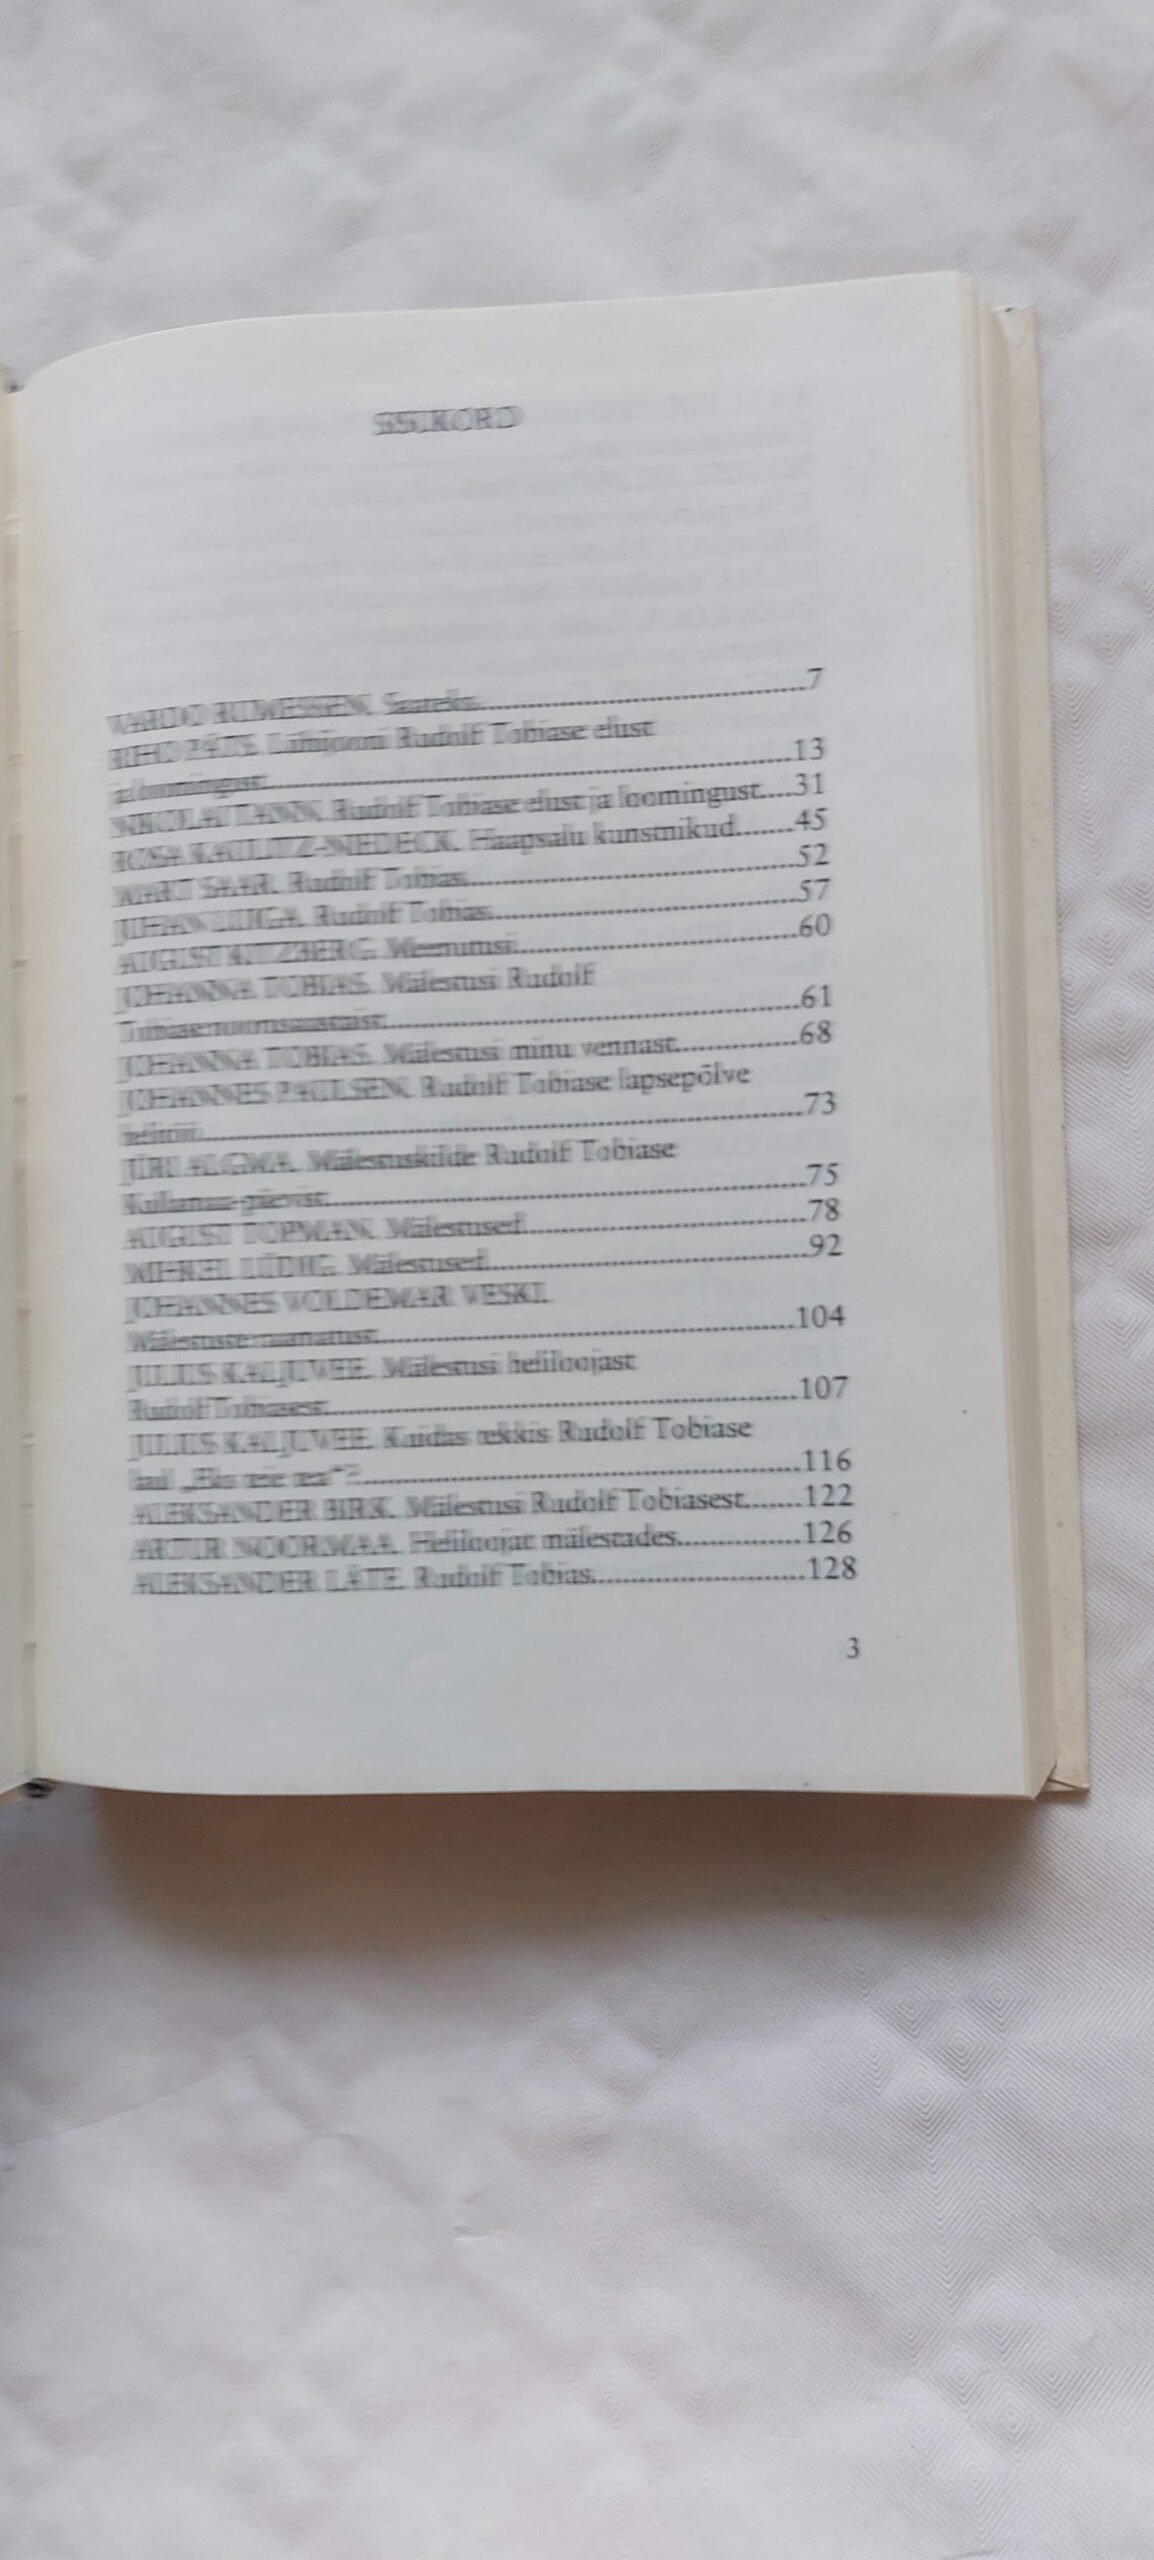 SISUKORD
VARDO RUMESSEN. Saateks.......7
RIHO PÄTS. Lühijooni Rudolf Tobiase elust
ja loomingust.......13
NIKOLAI TANN. Rudolf Tobiase elust ja loomingust....31
ROSA KAULITZ-NIEDECK. Haapsalu kunstnikud.......45
MART SAAR. Rudolf Tobias.......52
JUHAN LUIGA. Rudolf Tobias.......57
AUGUST KITZBERG. Meenutusi.......60
JOHANNA TOBIAS. Mälestusi Rudolf
Tobiase noorusaastaist.......61
JOHANNA TOBIAS. Mälestusi minu vennast.......68
JOHANNES PAULSEN. Rudolf Tobiase lapsepõlve
.......73
JÜRI ALGMA. Mälestuskilde Rudolf Tobiase
Kullamaa-päevist.......75
AUGUST TOPMAN. Mälestused.......78
MIHKEL LÜDIG. Mälestused.......92
JOHANNES VOLDEMAR VESKI.
Mälestuste raamatust.......104
JULIUS KALJUVEE. Mälestusi heliloojast
Rudolf Tobiasest.......107
JULIUS KALJUVEE. Kuidas tekkis Rudolf Tobiase
laul „Eks teie tea“?.......116
ALEKSANDER BIRK. Mälestusi Rudolf Tobiasest.......122
ARTUR NOORMAA. Heliloojat mälestades.......126
ALEKSANDER LÄTE. Rudolf Tobias.......128
3